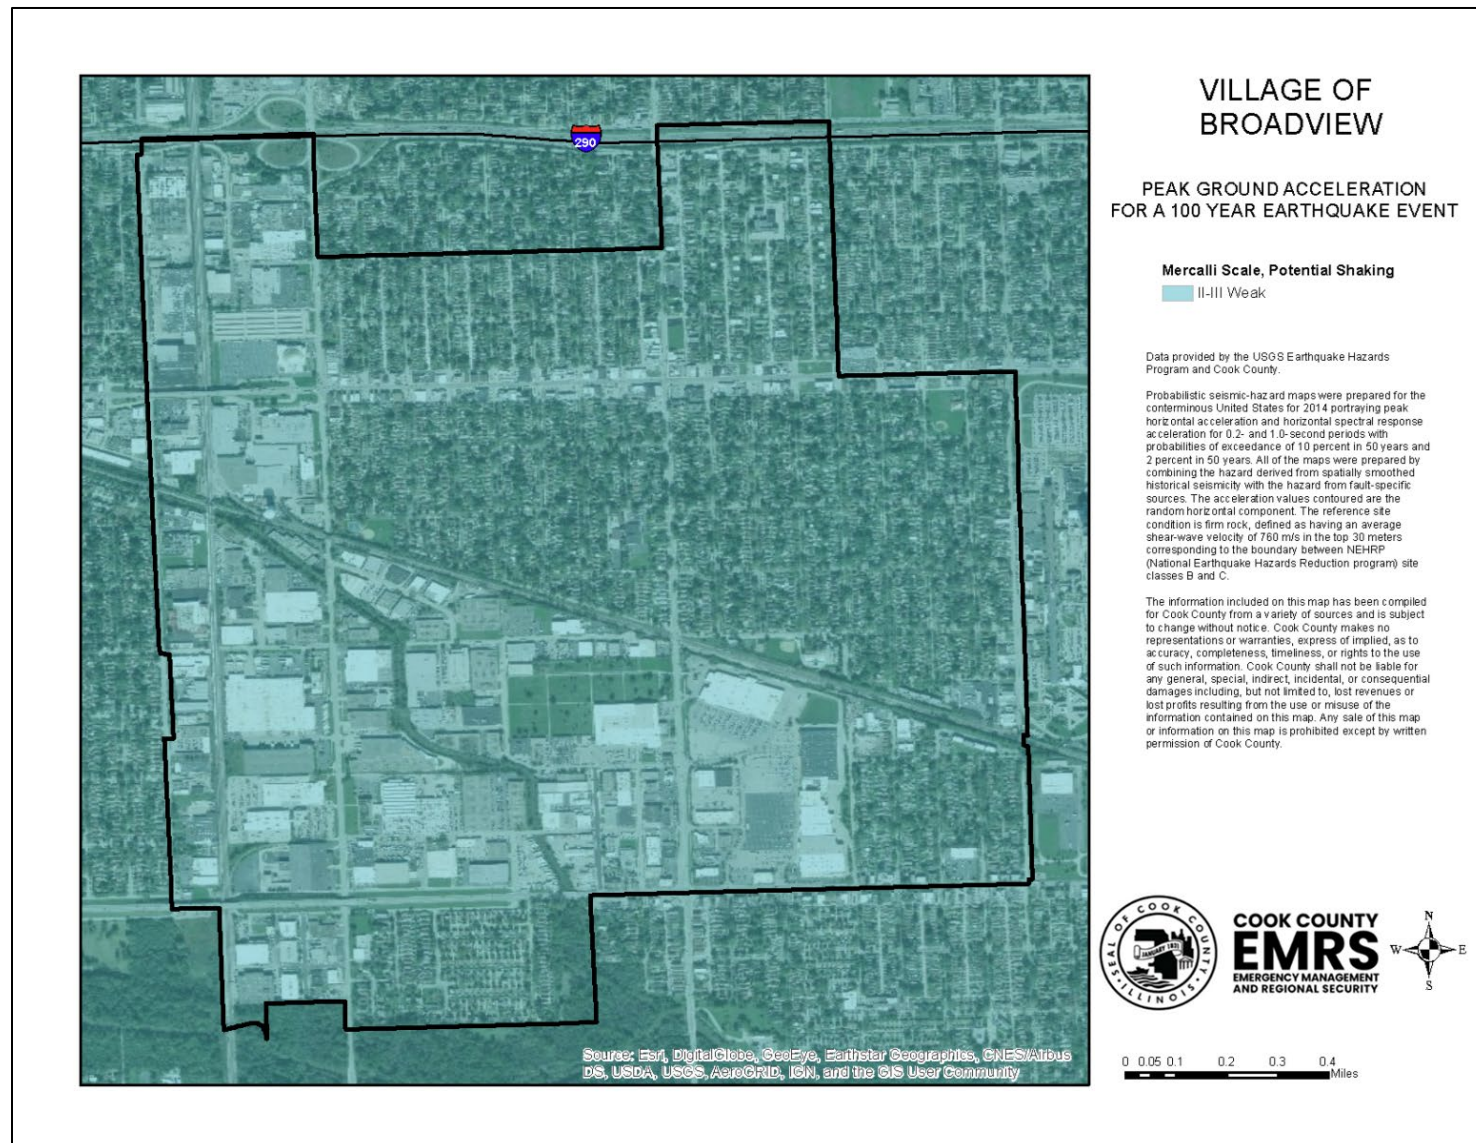 VILLAGE OF
BROADVIEW
PEAK GROUND ACCELERATION
FOR A 100 YEAR EARTHQUAKE EVENT
Mercalli Scale, Potential Shaking
II-III Weak
Data provided by the USGS Earthquake Hazards
Program and Cook County.
Probabilistic seismic-hazard maps were prepared for the
conterminous United States for 2014 portraying peak
horizontal acceleration and horizontal spectral response
acceleration for 0.2- and 1.0-second periods with
probabilities of exceedance of 10 percent in 50 years and
2 percent in 50 years. All of the maps were prepared by
combining the hazard derived from spatially smoothed
historical seismicity with the hazard from fault-specific
sources. The acceleration values contoured are the
random horizontal component. The reference site
condition is firm rock, defined as having an average
shear-wave velocity of 760 m/s in the top 30 meters
corresponding to the boundary between NEHRP
(National Earthquake Hazards Reduction program) site
classes B and C.
The information included on this map has been compiled
for Cook County from a variety of sources and is subject
to change without notice. Cook County makes no
representations or warranties, express of implied, as to
accuracy, completeness, timeliness, or rights to the use
of such information. Cook County shall not be liable for
any general, special, indirect, incidental, or consequential
damages including, but not limited to, lost revenues or
lost profits resulting from the use or misuse of the
information contained on this map. Any sale of this map
or information on this map is prohibited except by written
permission of Cook County.
290
SEAL OF COOK COUNTY
JANUARY 1831
ILLINOIS
COOK COUNTY
EMRS
EMERGENCY MANAGEMENT
AND REGIONAL SECURITY
N
W E
S
Source: Esri, DigitalGlobe, GeoEye, Earthstar Geographics, CNES/Airbus
DS, USDA, USGS, AeroGRID, IGN, and the GIS User Community
0 0.05 0.1 0.2 0.3 0.4
Miles